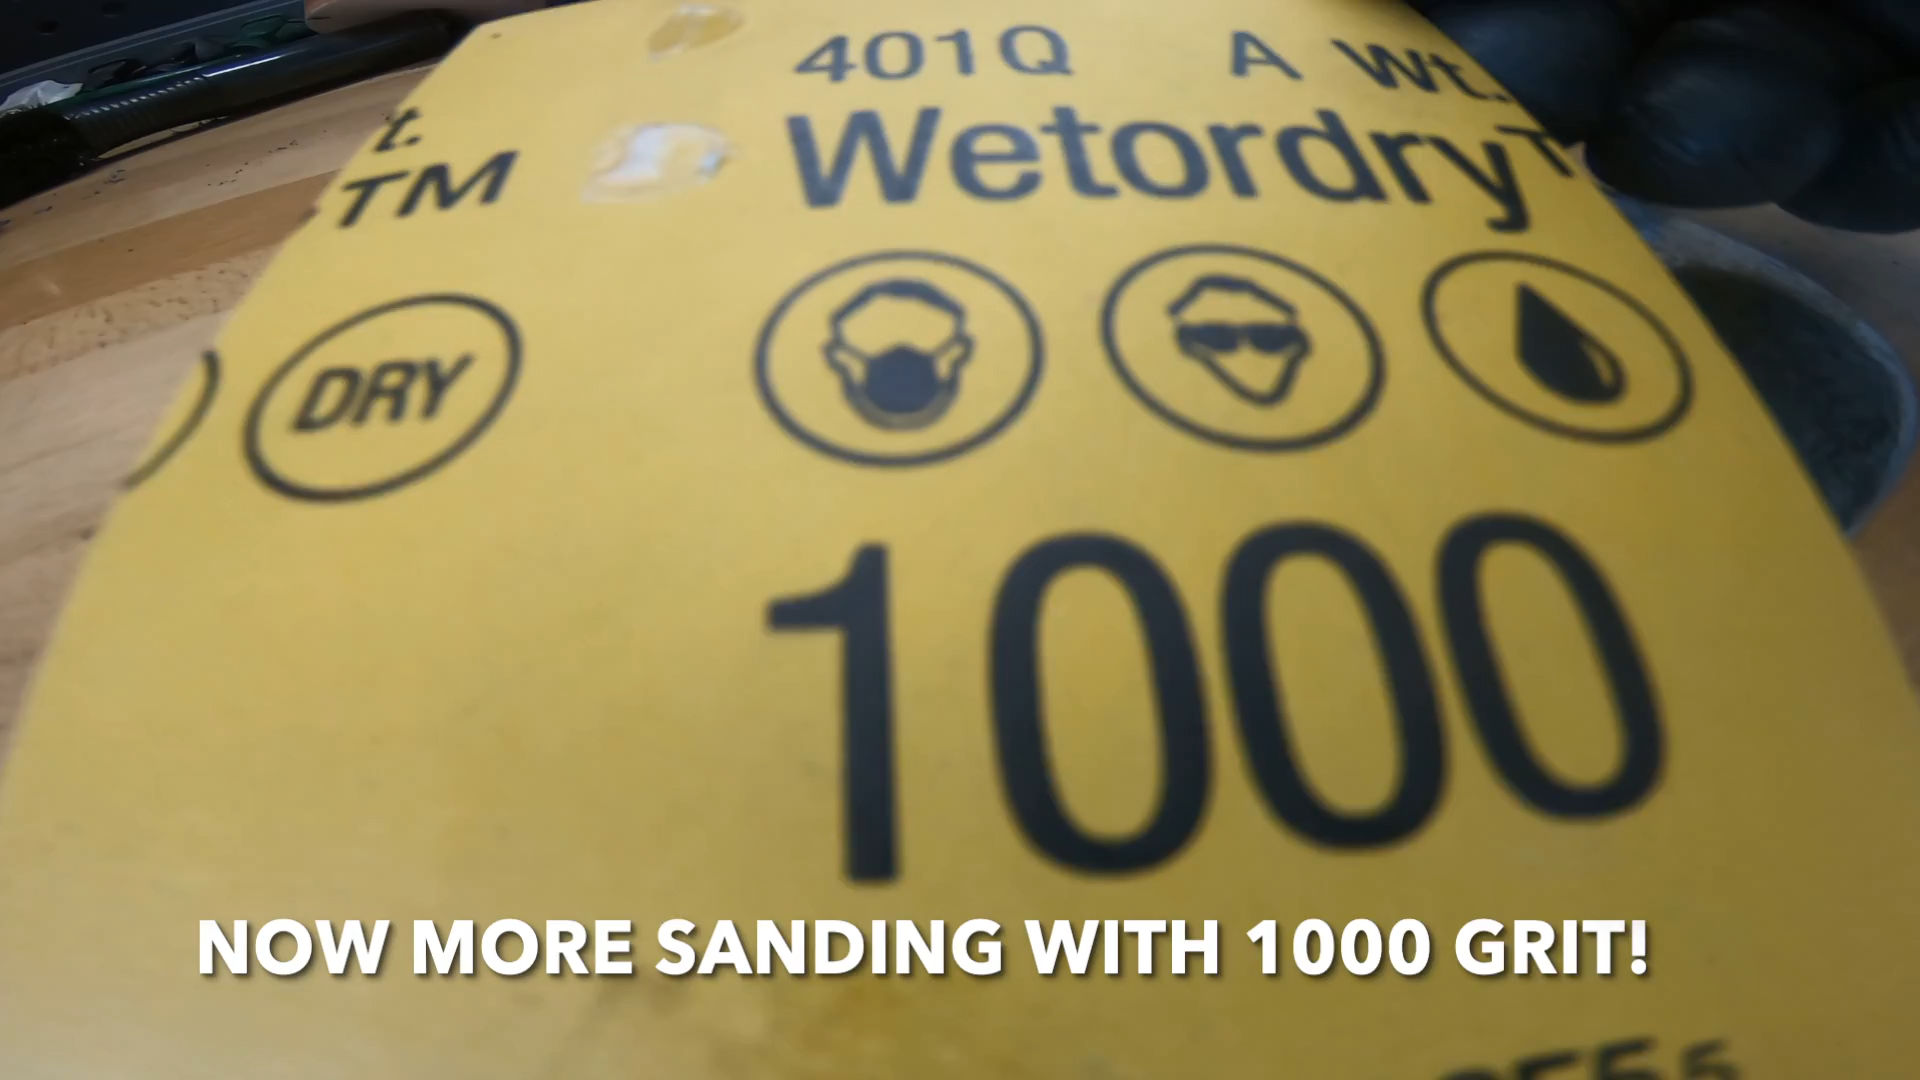 401Q A Wt.
t.
Wetordry
TM
DRY
1000
NOW MORE SANDING WITH 1000 GRIT!